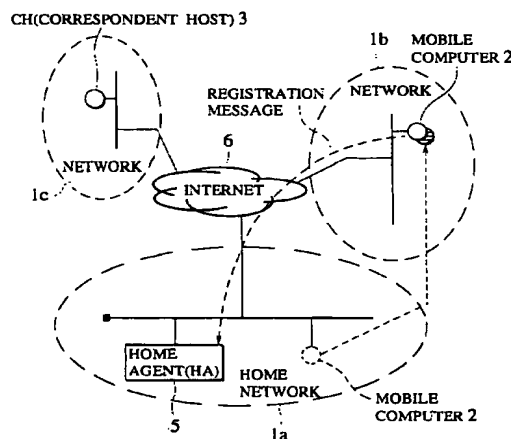 CH(CORRESPONDENT HOST) 3
1b
MOBILE
COMPUTER 2
REGISTRATION
MESSAGE
NETWORK
6
NETWORK
1c
INTERNET
HOME
AGENT(HA)
HOME
NETWORK
MOBILE
COMPUTER 2
5
1a